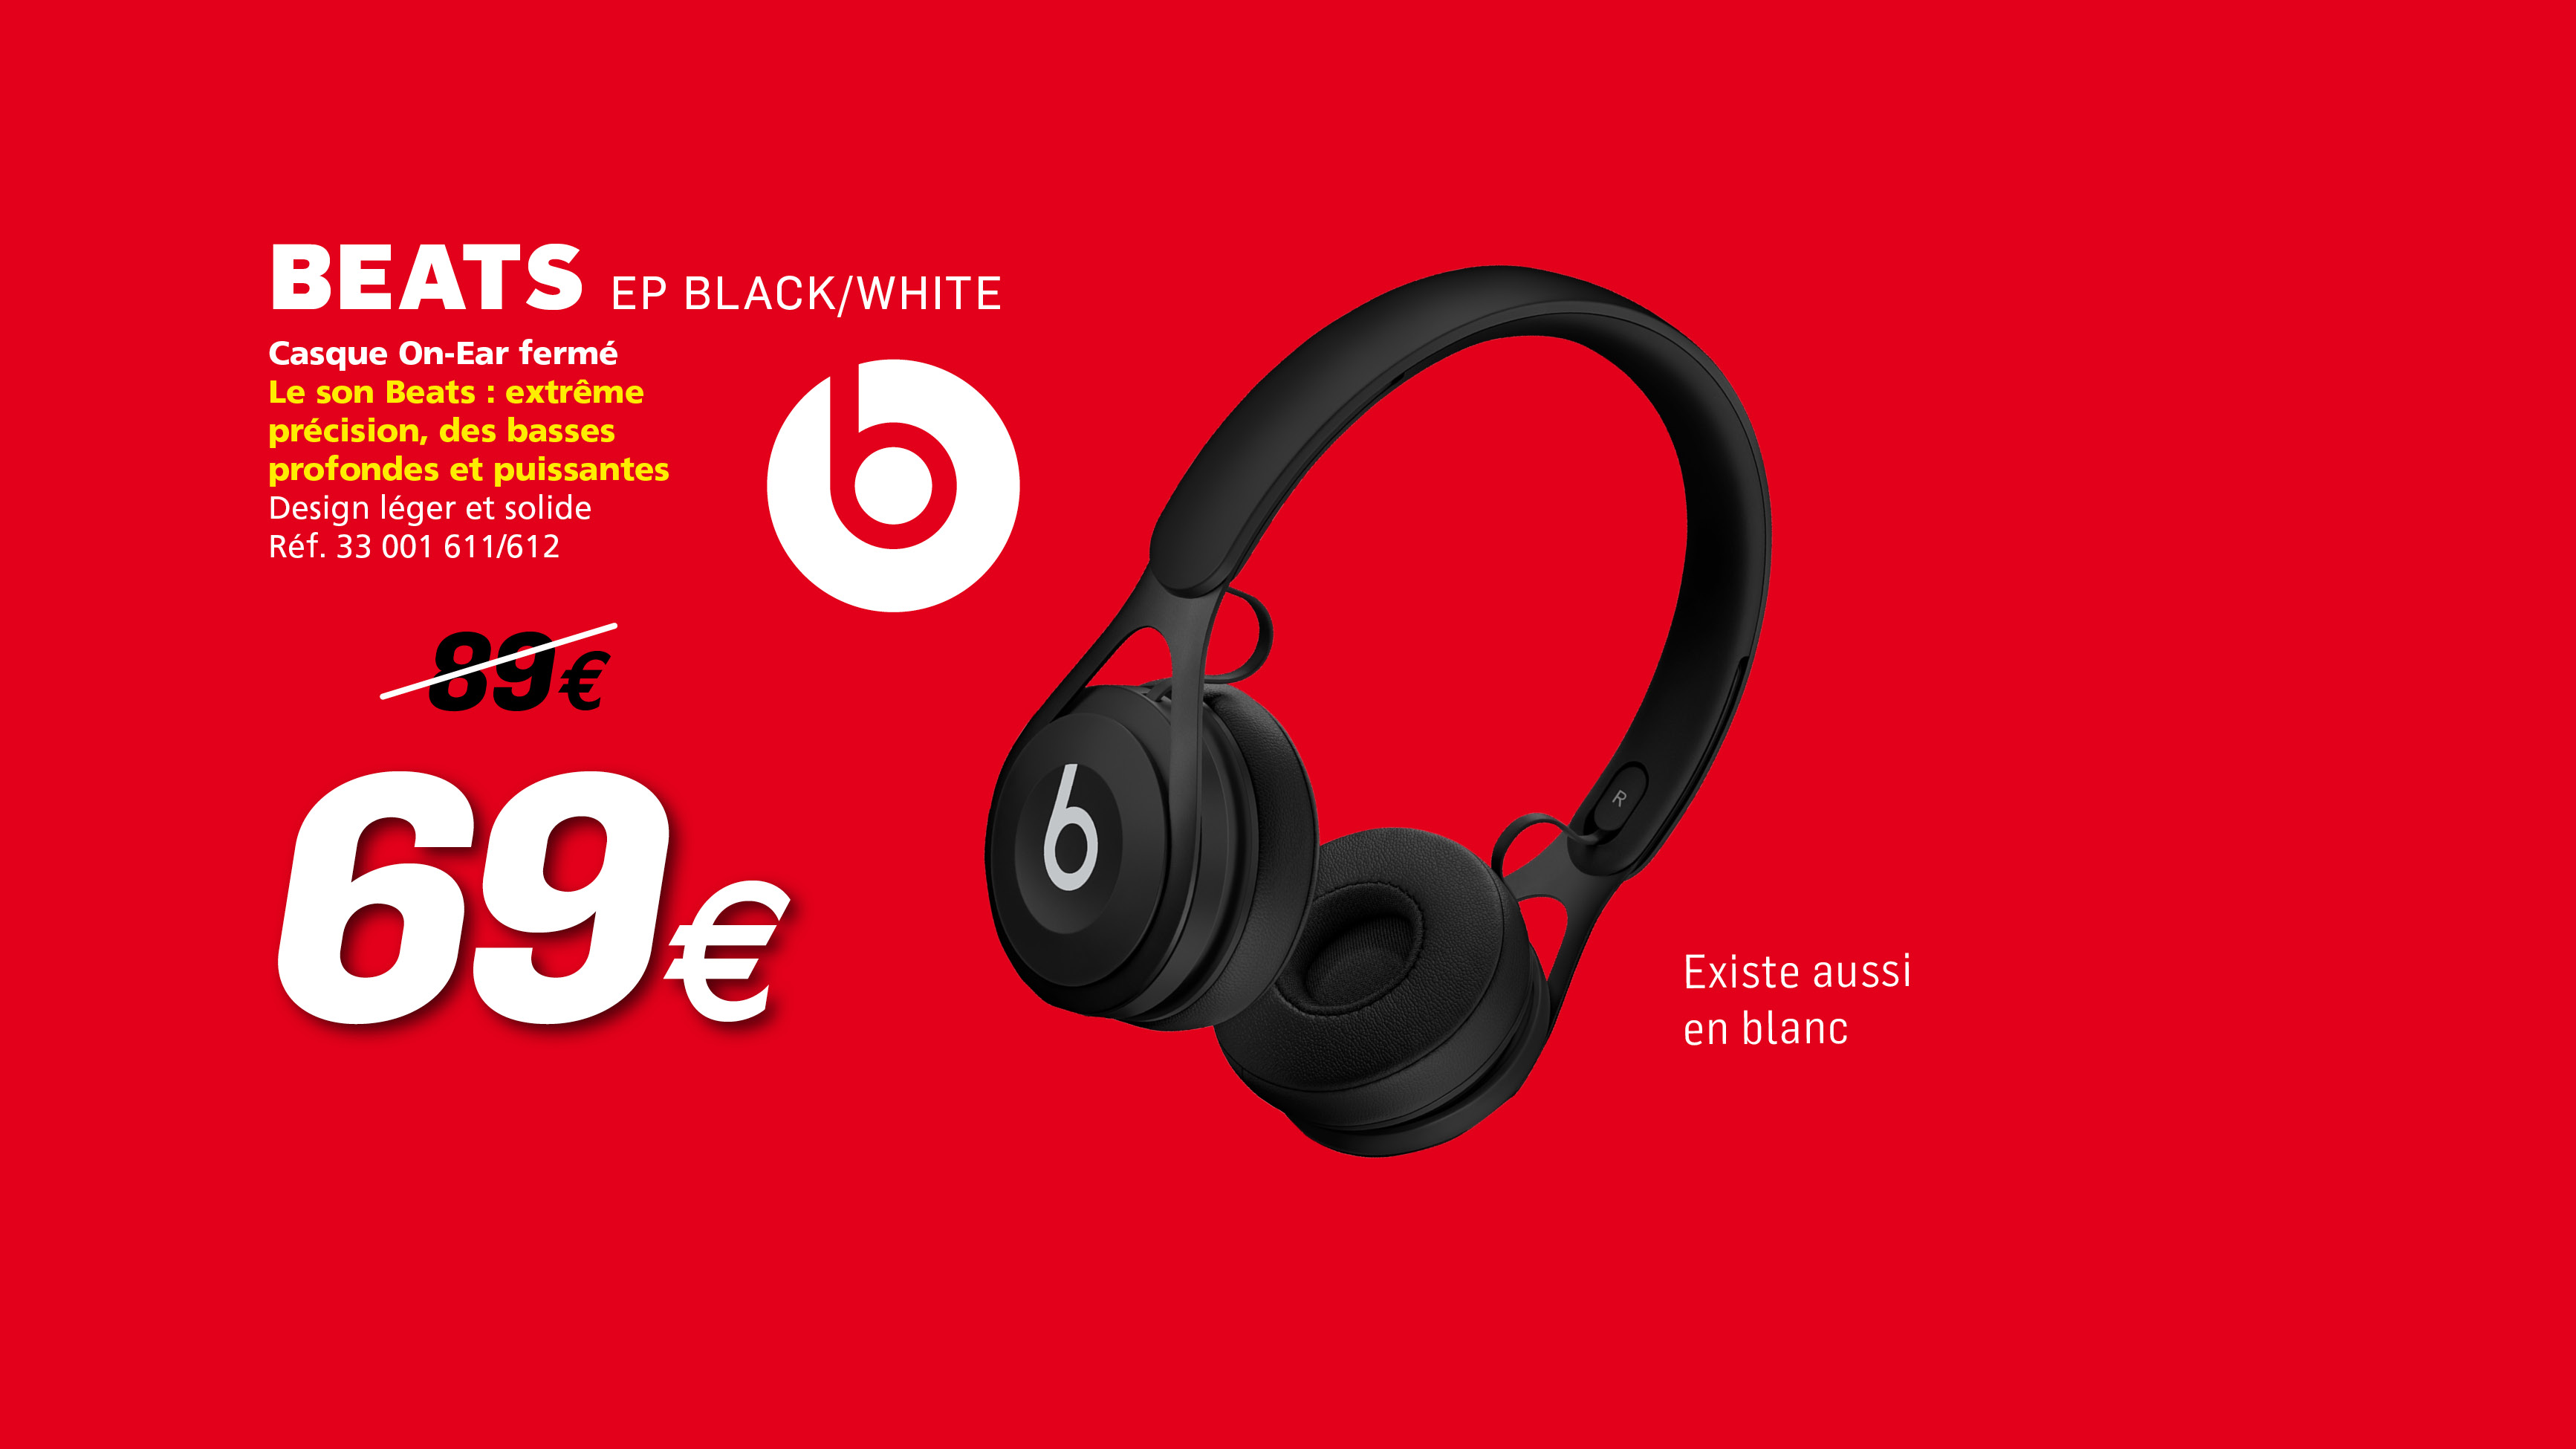 BEATS EP BLACK/WHITE
Casque On-Ear fermé
Le son Beats : extrême
précision, des basses
profondes et puissantes
Design léger et solide
Réf. 33 001 611/612
b
89€
69€
b
R
Existe aussi
en blanc